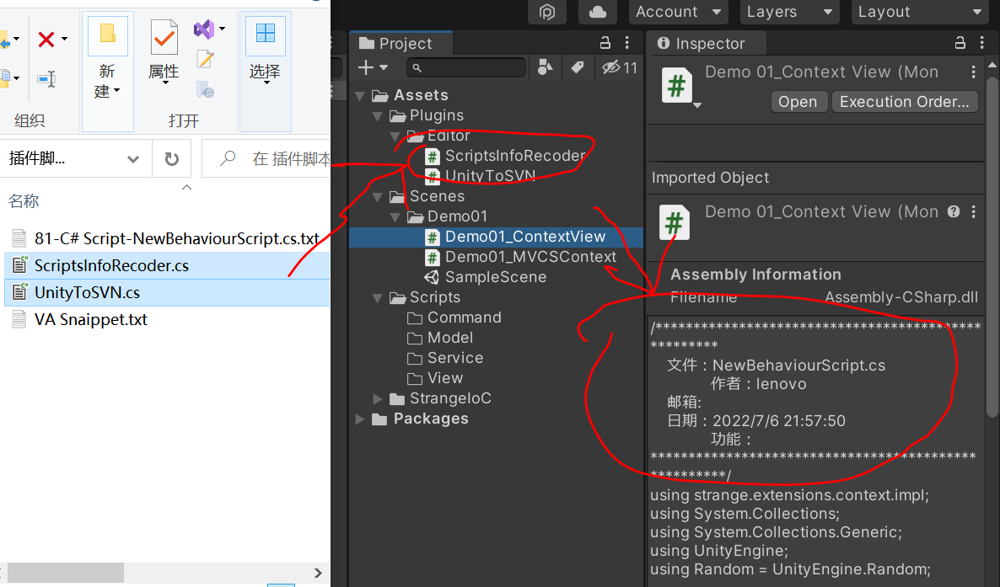 新
建
属性
选择
组织
打开
插件脚...
在 插件脚本
名称
81-C# Script-NewBehaviourScript.cs.txt
ScriptsInfoRecoder.cs
UnityToSVN.cs
VA Snaippet.txt
Account
Layers
Layout
Project
11
Assets
Plugins
Editor
ScriptsInfoRecoder
UnityToSVN
Scenes
Demo01
Demo01_ContextView
Demo01_MVCSContext
SampleScene
Scripts
Command
Model
Service
View
StrangeIoC
Packages
Inspector
Demo 01_Context View (Mon
Open
Execution Order...
Imported Object
Demo 01_Context View (Mon
Assembly Information
Filename Assembly-CSharp.dll
/*******************************************
*********
文件：NewBehaviourScript.cs
作者：lenovo
邮箱:
日期：2022/7/6 21:57:50
功能：
*******************************************
**********/
using strange.extensions.context.impl;
using System.Collections;
using System.Collections.Generic;
using UnityEngine;
using Random = UnityEngine.Random;